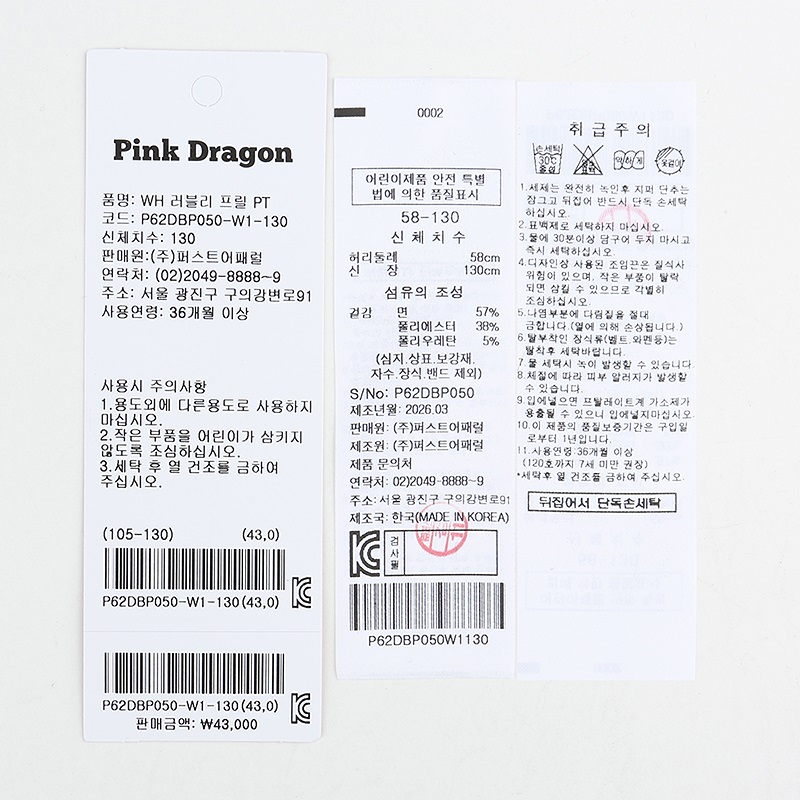 Pink Dragon
품명: WH 러블리 프릴 PT
코드: P62DBP050-W1-130
신체치수: 130
판매원:(주)퍼스트어패럴
연락처: (02)2049-8888~9
주소: 서울 광진구 구의강변로91
사용연령: 36개월 이상
사용시 주의사항
1.용도외에 다른용도로 사용하지
마십시오.
2.작은 부품을 어린이가 삼키지
않도록 조심하십시오.
3.세탁 후 열 건조를 금하여
주십시오.
(105-130) (43,0)
P62DBP050-W1-130(43,0)
P62DBP050-W1-130(43,0)
판매금액: ₩43,000
0002
어린이제품 안전 특별
법에 의한 품질표시
58-130
신체치수
허리둘레 58cm
신 장 130cm
섬유의 조성
겉감 면 57%
폴리에스터 38%
폴리우레탄 5%
(심지.상표.보강재.
자수.장식.밴드 제외)
S/No: P62DBP050
제조년월: 2026.03
판매원: (주)퍼스트어패럴
제조원: (주)퍼스트어패럴
제품 문의처
연락처: 02)2049-8888~9
주소: 서울 광진구 구의강변로91
제조국: 한국(MADE IN KOREA)
검사필
P62DBP050W1130
취급주의
손세탁
30℃
중성
염소
표백
약하게
옷걸이
1.세제는 완전히 녹인후 지퍼 단추는
잠그고 뒤집어 반드시 단독 손세탁
하십시오.
2.표백제로 세탁하지 마십시오.
3.물에 30분이상 담구어 두지 마시고
즉시 세탁하십시오.
4.디자인상 사용된 조임끈은 질식사
위험이 있으며, 작은 부품이 탈락
되면 삼킬 수 있으므로 각별히
조심하십시오.
5.나염부분에 다림질을 절대
금합니다.(열에 의해 손상됩니다.)
6.탈부착인 장식류(벨트.와펜등)는
탈착후 세탁바랍니다.
7.물 세탁시 녹이 발생할 수 있습니다.
8.체질에 따라 피부 알러지가 발생할
수 있습니다.
9.입에넣으면 프탈레이트계 가소제가
용출될 수 있으니 입에넣지마십시오
10.이 제품의 품질보증기간은 구입일
로부터 1년입니다.
11.사용연령:36개월 이상
(120호까지 7세 미만 권장)
*세탁후 열 건조를 금하여 주십시오.
뒤집어서 단독손세탁